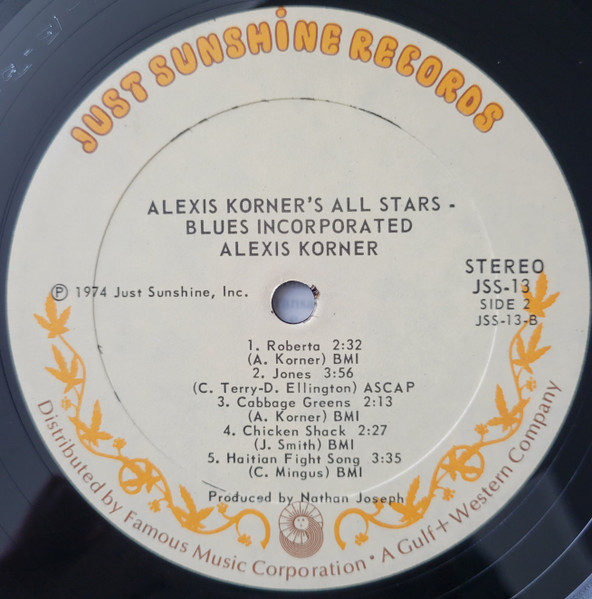 JUST SUNSHINE RECORDS
ALEXIS KORNER'S ALL STARS -
BLUES INCORPORATED
ALEXIS KORNER
STEREO
JSS-13
SIDE 2
JSS-13-B
Ⓟ 1974 Just Sunshine, Inc.
1. Roberta 2:32
(A. Korner) BMI
2. Jones 3:56
(C. Terry-D. Ellington) ASCAP
3. Cabbage Greens 2:13
(A. Korner) BMI
4. Chicken Shack 2:27
(J. Smith) BMI
5. Haitian Fight Song 3:35
(C. Mingus) BMI
Produced by Nathan Joseph
Distributed by Famous Music Corporation • A Gulf + Western Company